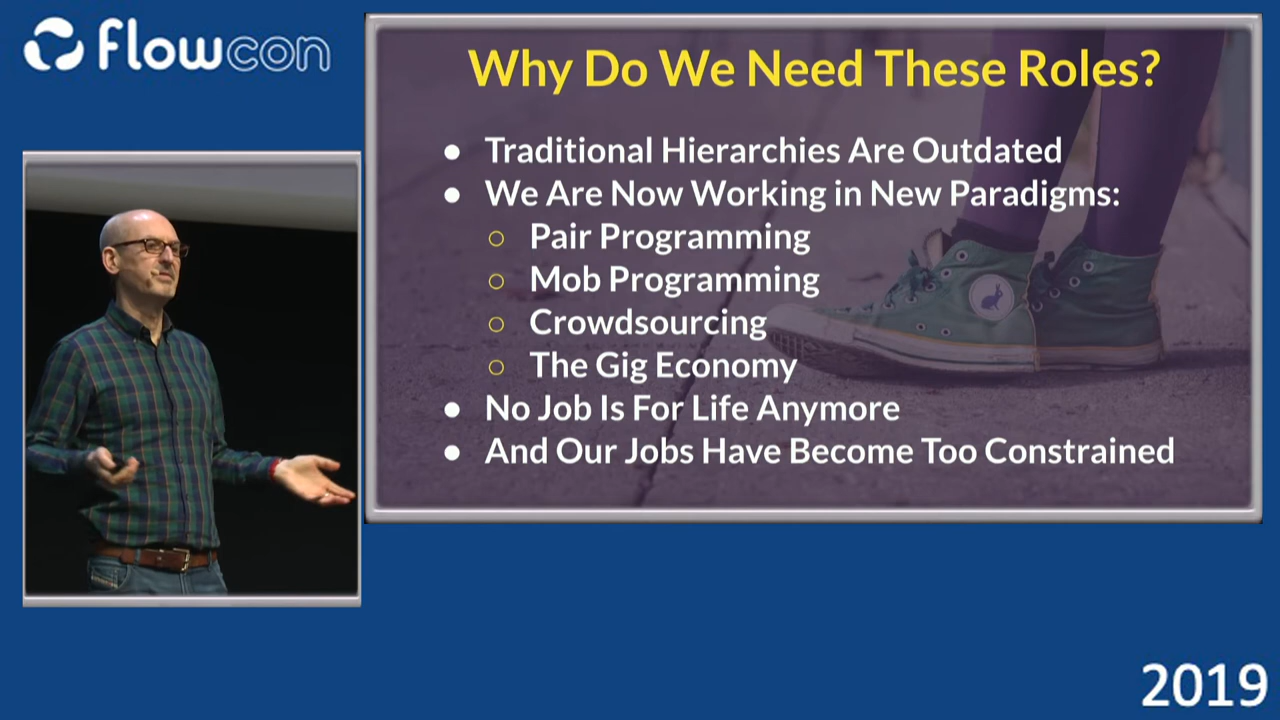 flowcon
Why Do We Need These Roles?
● Traditional Hierarchies Are Outdated
● We Are Now Working in New Paradigms:
○ Pair Programming
○ Mob Programming
○ Crowdsourcing
○ The Gig Economy
● No Job Is For Life Anymore
● And Our Jobs Have Become Too Constrained
2019